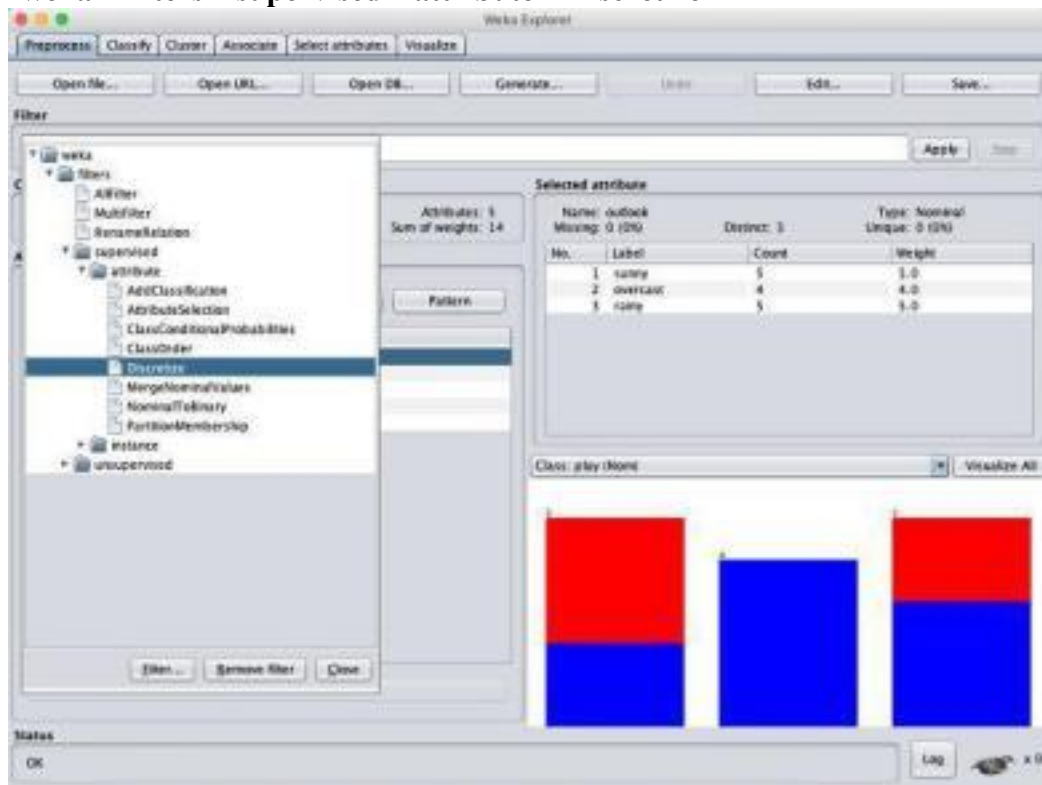 Weka Explorer
Preprocess Classify Cluster Associate Select attributes Visualize
Open file... Open URL... Open DB... Generate... Undo Edit... Save...
Filter
Apply Stop
weka
filters
AllFilter
MultiFilter
RenameRelation
supervised
attribute
AddClassification
AttributeSelection
ClassConditionalProbabilities
ClassOrder
Discretize
MergeNominalValues
NominalToBinary
PartitionMembership
instance
unsupervised
Filter... Remove filter Close
Attributes: 5
Sum of weights: 14
Pattern
Selected attribute
Name: outlook Type: Nominal
Missing: 0 (0%) Distinct: 3 Unique: 0 (0%)
No. Label Count Weight
1 sunny 5 5.0
2 overcast 4 4.0
3 rainy 5 5.0
Class: play (Nom) Visualize All
Status
OK
Log x 0